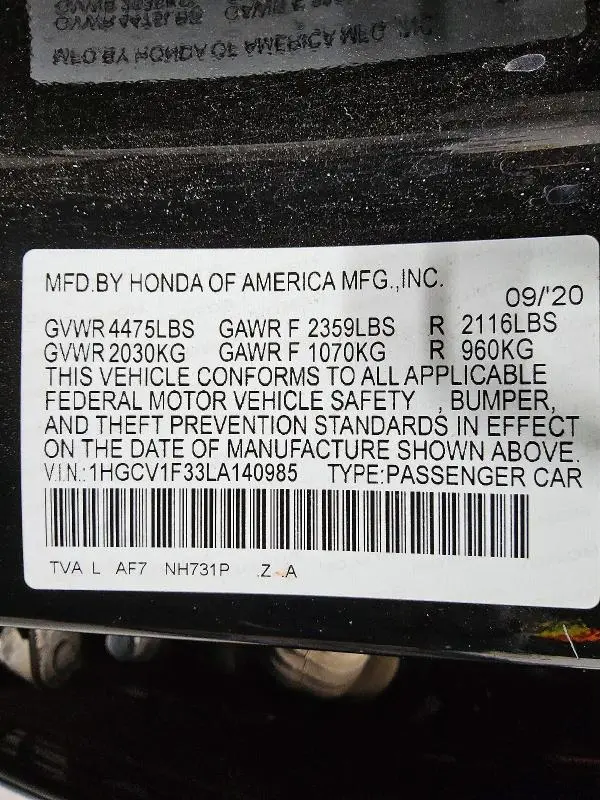 MFD.BY HONDA OF AMERICA MFG.,INC.
09/'20
GVWR 4475LBS GAWR F 2359LBS R 2116LBS
GVWR 2030KG GAWR F 1070KG R 960KG
THIS VEHICLE CONFORMS TO ALL APPLICABLE
FEDERAL MOTOR VEHICLE SAFETY , BUMPER,
AND THEFT PREVENTION STANDARDS IN EFFECT
ON THE DATE OF MANUFACTURE SHOWN ABOVE.
V.I.N.:1HGCV1F33LA140985 TYPE:PASSENGER CAR
TVA L AF7 NH731P Z A